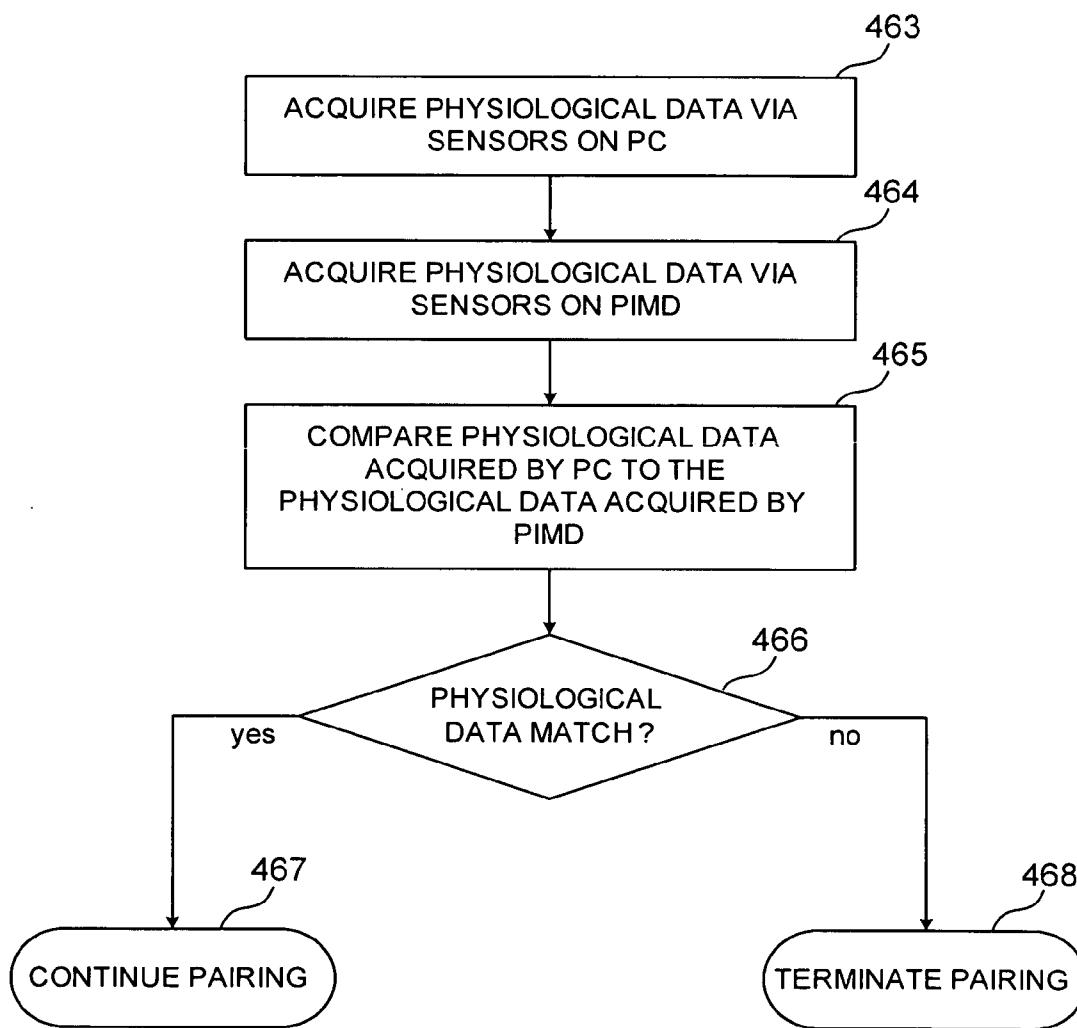 463
ACQUIRE PHYSIOLOGICAL DATA VIA
SENSORS ON PC
464
ACQUIRE PHYSIOLOGICAL DATA VIA
SENSORS ON PIMD
465
COMPARE PHYSIOLOGICAL DATA
ACQUIRED BY PC TO THE
PHYSIOLOGICAL DATA ACQUIRED BY
PIMD
466
PHYSIOLOGICAL
DATA MATCH?
yes
no
467
CONTINUE PAIRING
468
TERMINATE PAIRING